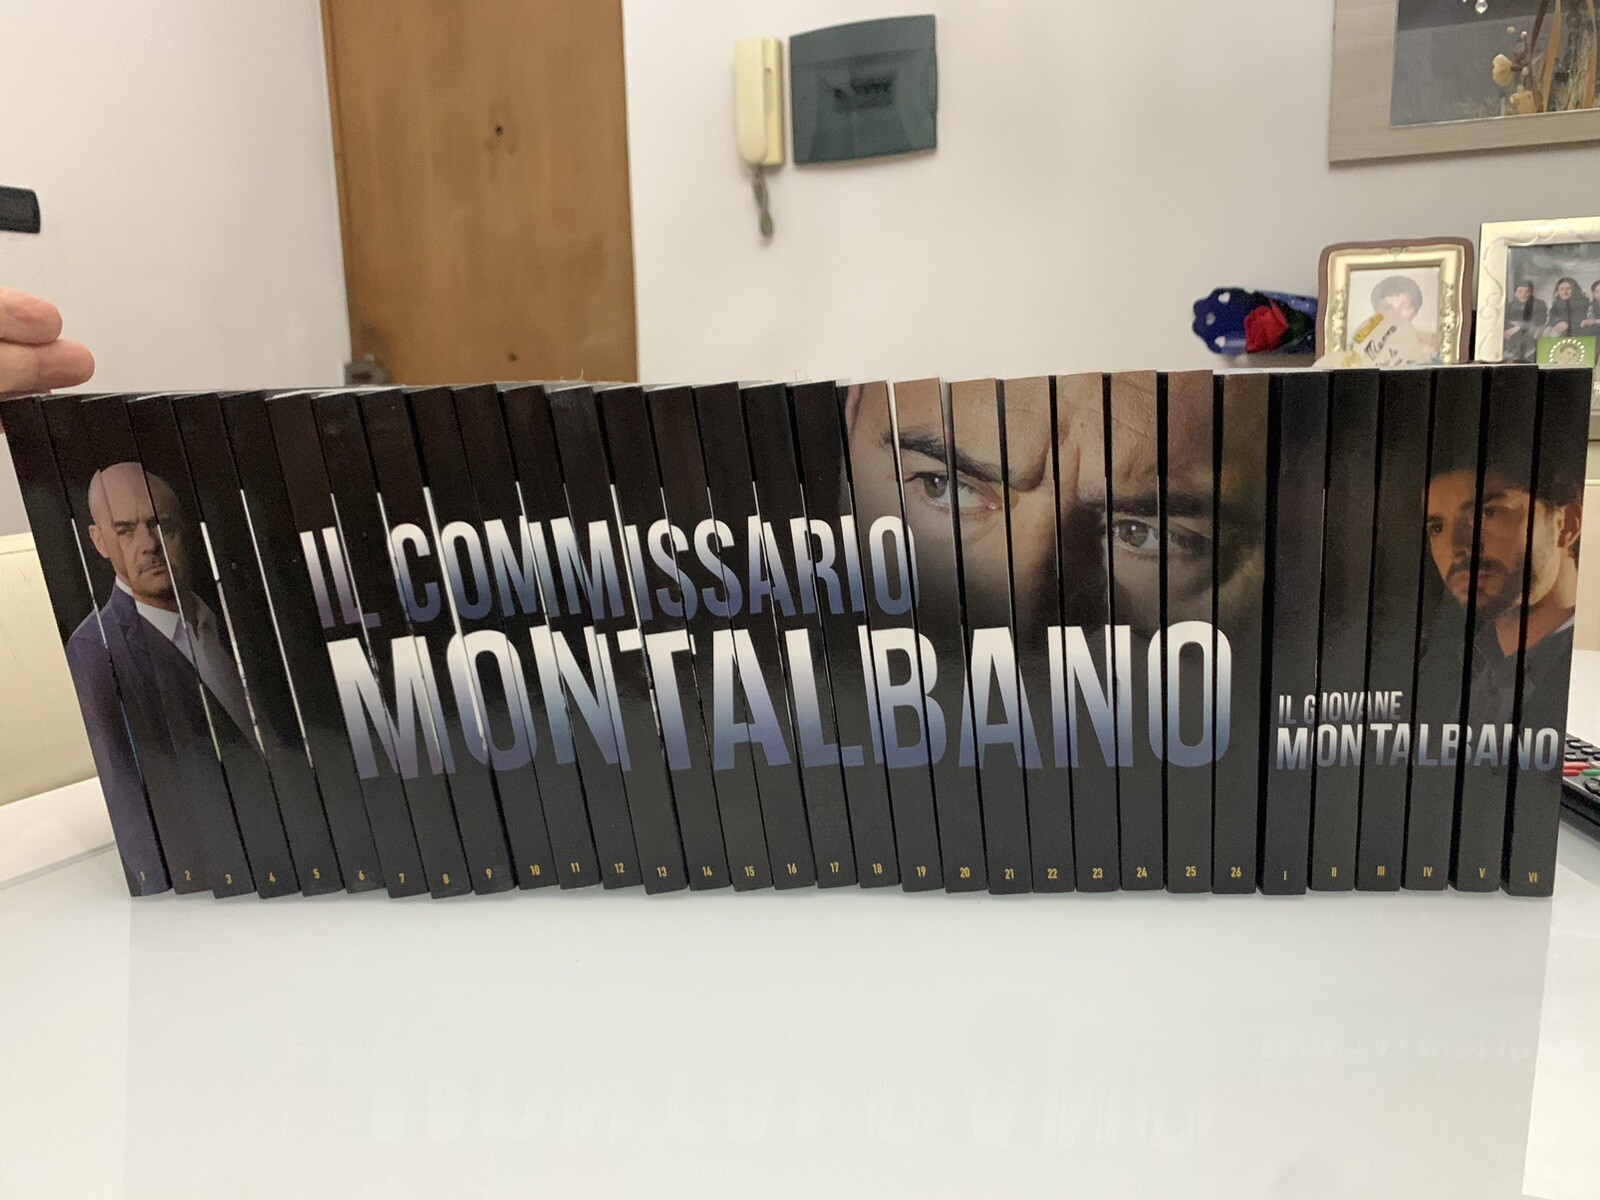 IL COMMISSARIO
MONTALBANO
IL GIOVANE
MONTALBANO
1 2 3 4 5 6 7 8 9 10 11 12 13 14 15 16 17 18 19 20 21 22 23 24 25 26 I II III IV V VI